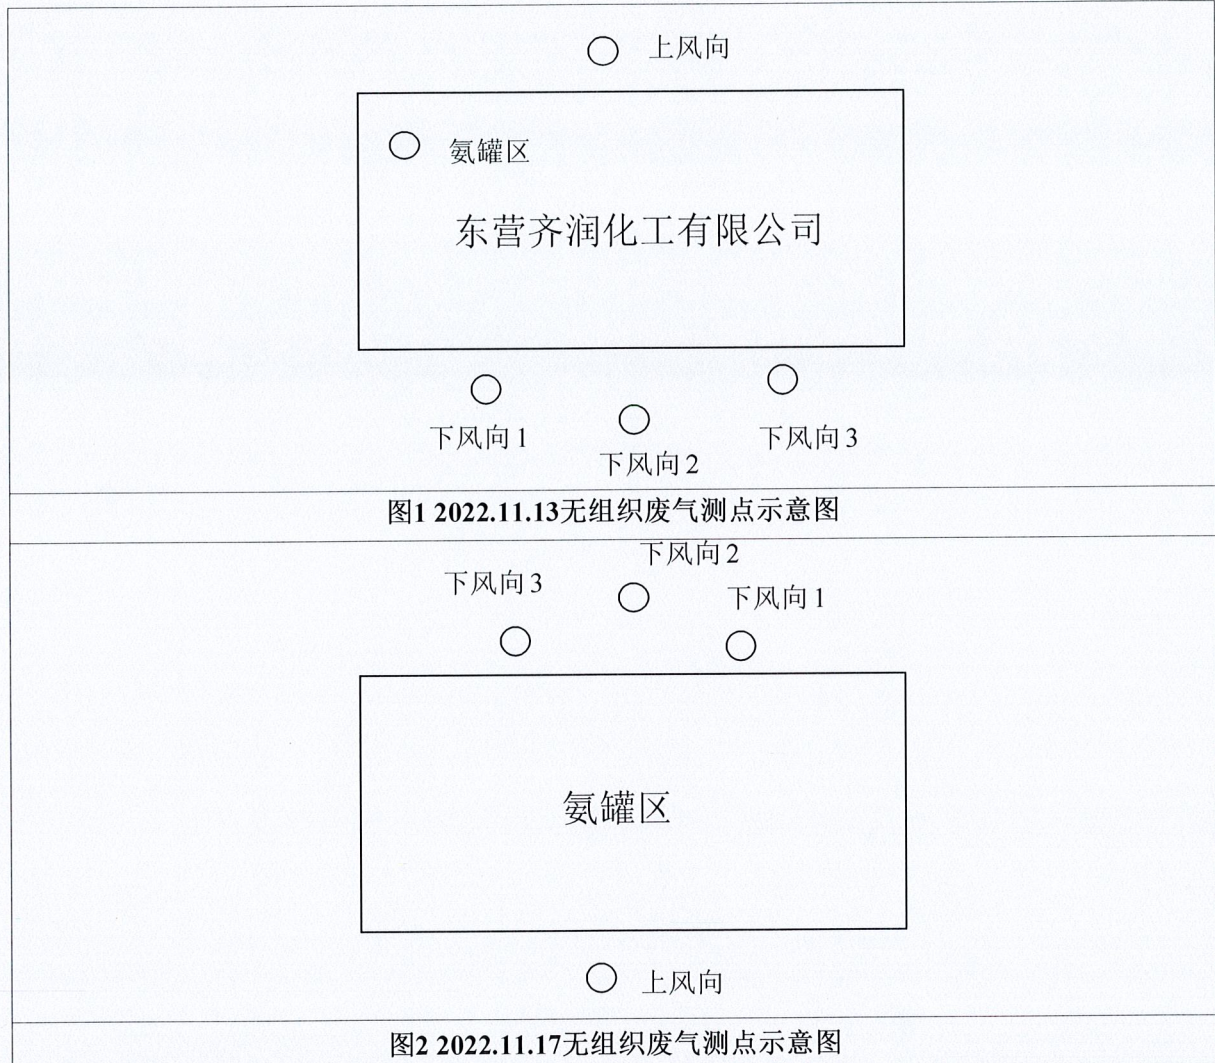 上风向
氨罐区
东营齐润化工有限公司
下风向1
下风向2
下风向3
图1 2022.11.13无组织废气测点示意图
下风向2
下风向3
下风向1
氨罐区
上风向
图2 2022.11.17无组织废气测点示意图